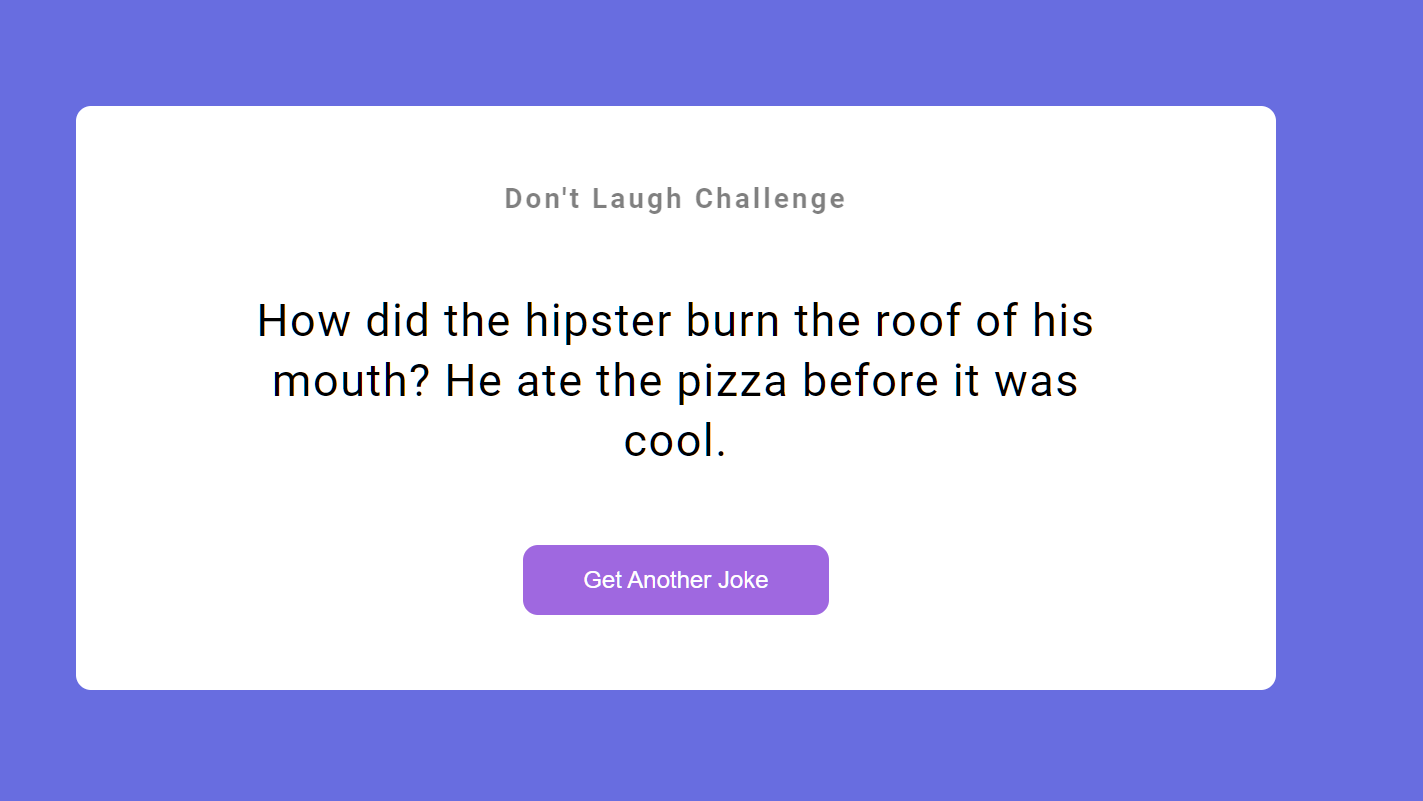 Don't Laugh Challenge
How did the hipster burn the roof of his
mouth? He ate the pizza before it was
cool.
Get Another Joke